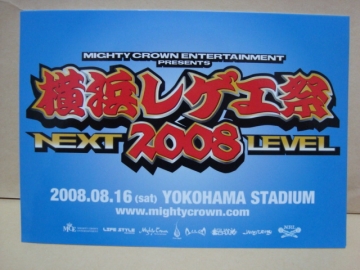 MIGHTY CROWN ENTERTAINMENT
PRESENTS
横浜レゲエ祭
NEXT 2008 LEVEL
2008.08.16 (sat) YOKOHAMA STADIUM
www.mightycrown.com